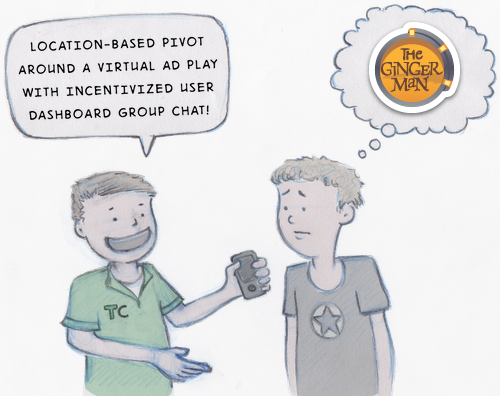 LOCATION-BASED PIVOT
AROUND A VIRTUAL AD PLAY
WITH INCENTIVIZED USER
DASHBOARD GROUP CHAT!
THE
GINGER
MAN
TC